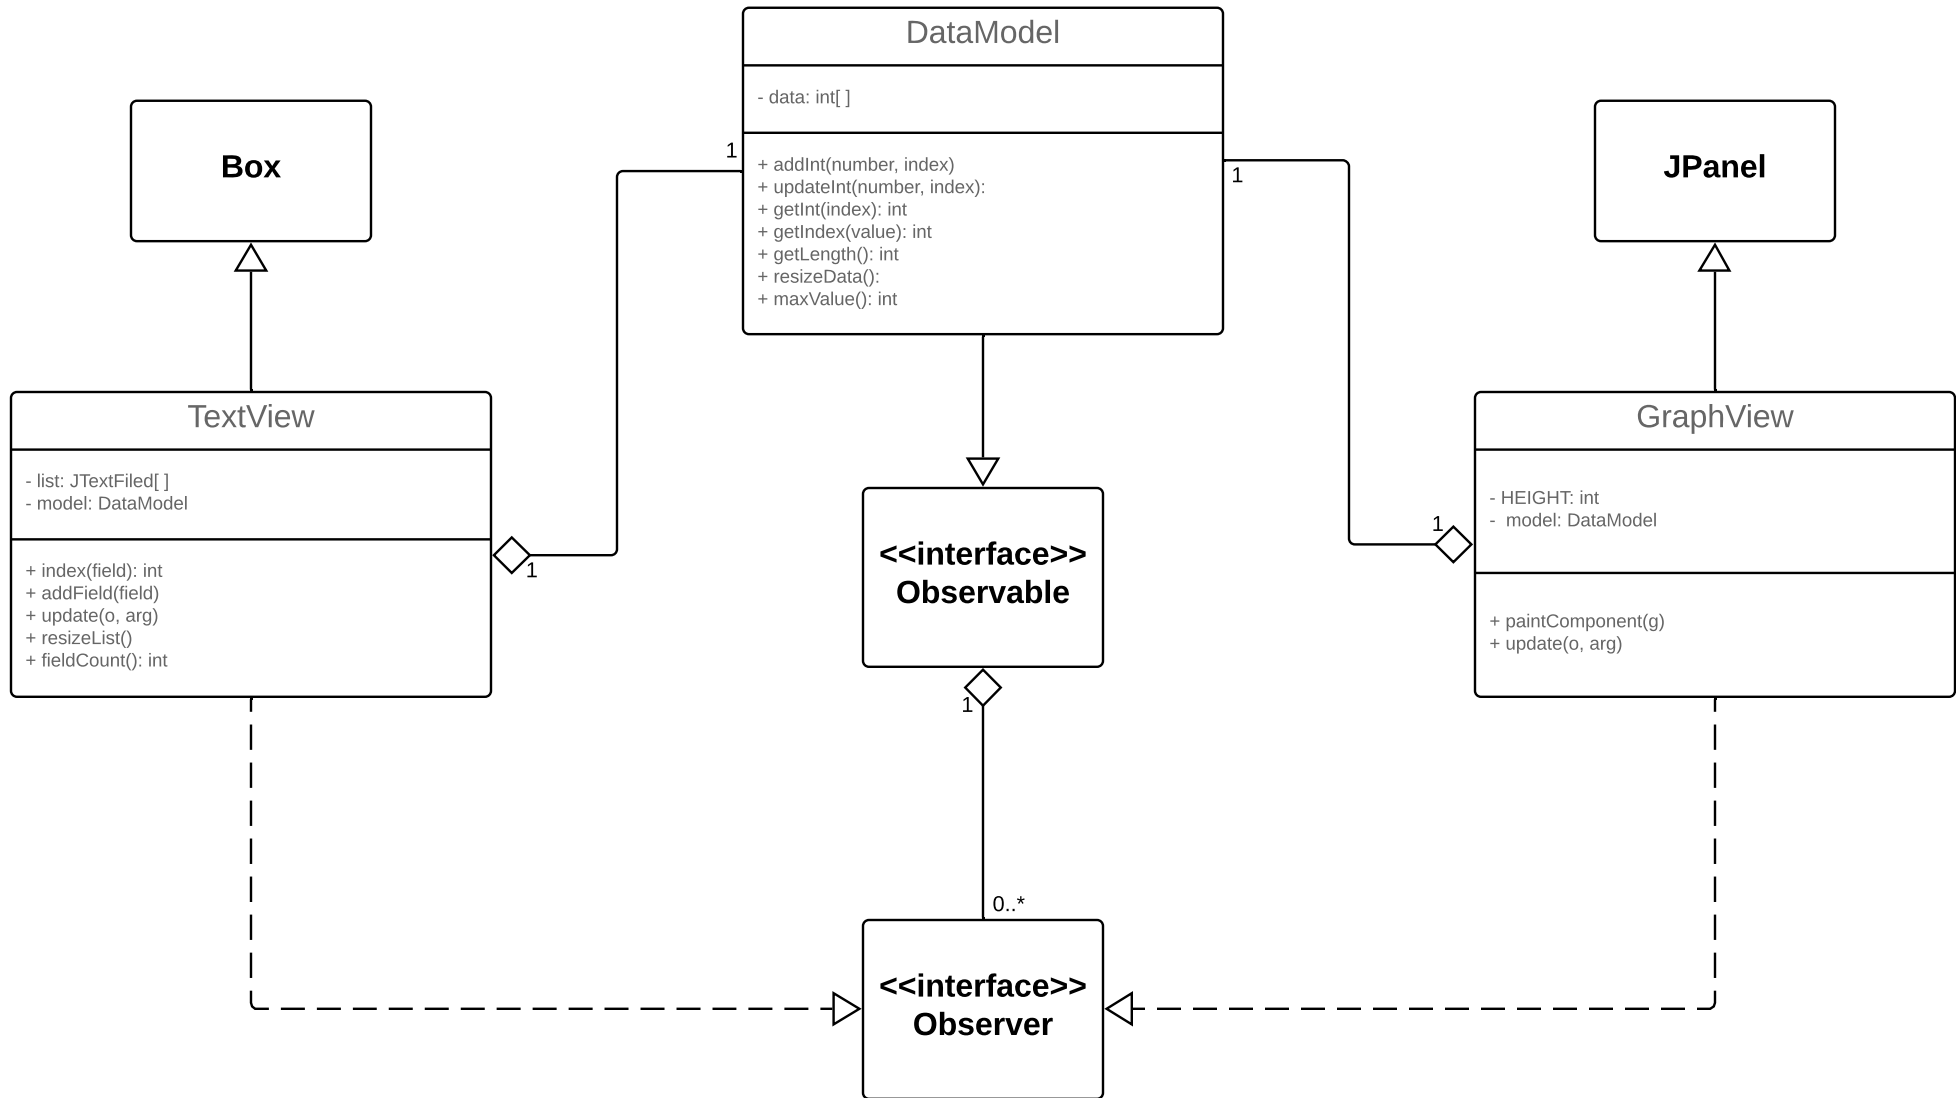 DataModel
- data: int[ ]
+ addInt(number, index)
+ updateInt(number, index):
+ getInt(index): int
+ getIndex(value): int
+ getLength(): int
+ resizeData():
+ maxValue(): int
Box
JPanel
1
1
TextView
- list: JTextFiled[ ]
- model: DataModel
+ index(field): int
+ addField(field)
+ update(o, arg)
+ resizeList()
+ fieldCount(): int
1
<<interface>>
Observable
1
0..*
GraphView
- HEIGHT: int
-  model: DataModel
+ paintComponent(g)
+ update(o, arg)
1
<<interface>>
Observer